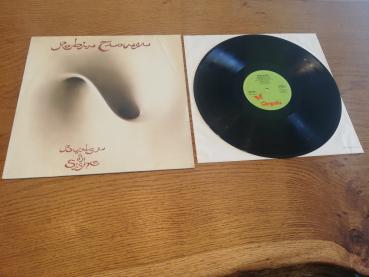 Robin Trower
Bridge
of
Sighs
Chrysalis